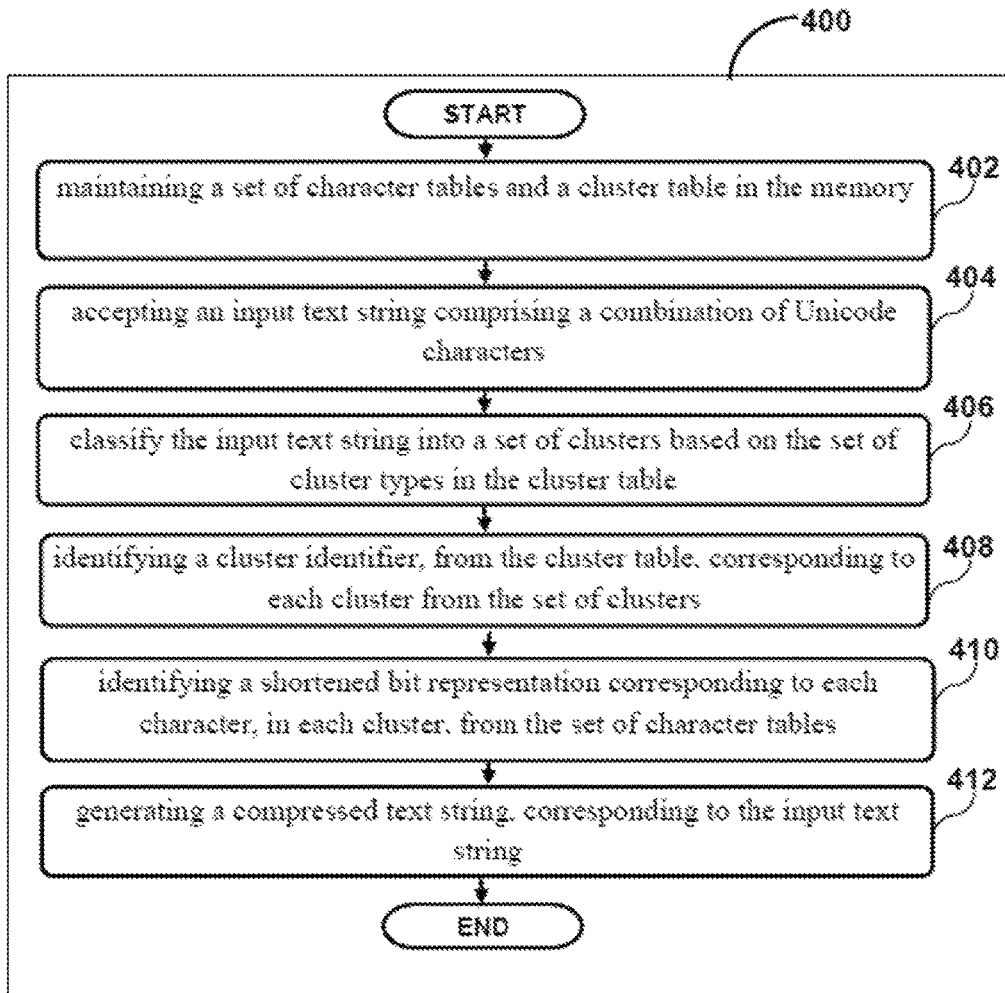 400
START
maintaining a set of character tables and a cluster table in the memory
402
accepting an input text string comprising a combination of Unicode
characters
404
classify the input text string into a set of clusters based on the set of
cluster types in the cluster table
406
identifying a cluster identifier, from the cluster table, corresponding to
each cluster from the set of clusters
408
identifying a shortened bit representation corresponding to each
character, in each cluster, from the set of character tables
410
generating a compressed text string, corresponding to the input text
string
412
END